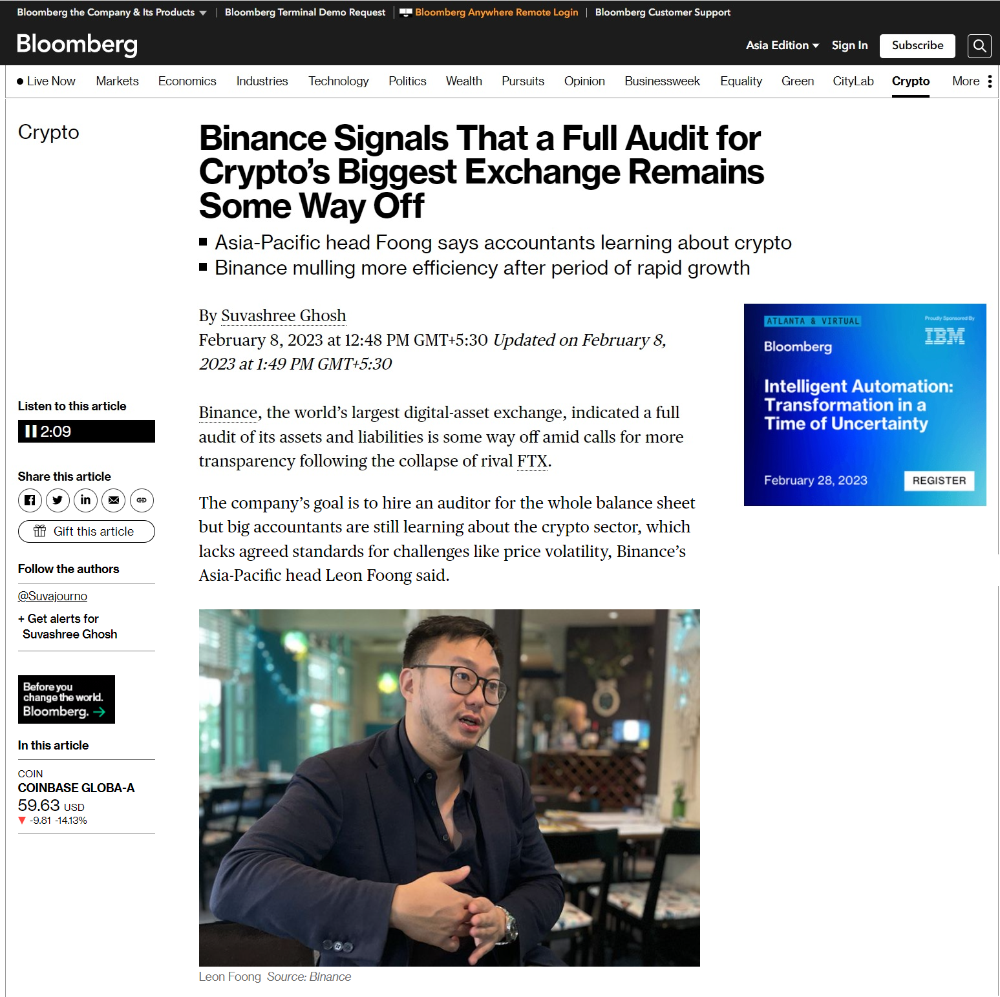 Bloomberg the Company & Its Products
Bloomberg Terminal Demo Request
Bloomberg Anywhere Remote Login
Bloomberg Customer Support
Bloomberg
Asia Edition
Sign In
Subscribe
Live Now
Markets
Economics
Industries
Technology
Politics
Wealth
Pursuits
Opinion
Businessweek
Equality
Green
CityLab
Crypto
More
Crypto
Binance Signals That a Full Audit for
Crypto’s Biggest Exchange Remains
Some Way Off
Asia-Pacific head Foong says accountants learning about crypto
Binance mulling more efficiency after period of rapid growth
By Suvashree Ghosh
February 8, 2023 at 12:48 PM GMT+5:30 Updated on February 8,
2023 at 1:49 PM GMT+5:30
ATLANTA & VIRTUAL
Proudly Sponsored By
IBM
Bloomberg
Intelligent Automation:
Transformation in a
Time of Uncertainty
February 28, 2023
REGISTER
Listen to this article
2:09
Share this article
in
Gift this article
Follow the authors
@Suvajourno
+ Get alerts for
Suvashree Ghosh
Before you
change the world.
Bloomberg.
In this article
COIN
COINBASE GLOBA-A
59.63 USD
-9.81 -14.13%
Binance, the world’s largest digital-asset exchange, indicated a full
audit of its assets and liabilities is some way off amid calls for more
transparency following the collapse of rival FTX.
The company’s goal is to hire an auditor for the whole balance sheet
but big accountants are still learning about the crypto sector, which
lacks agreed standards for challenges like price volatility, Binance’s
Asia-Pacific head Leon Foong said.
Leon Foong Source: Binance